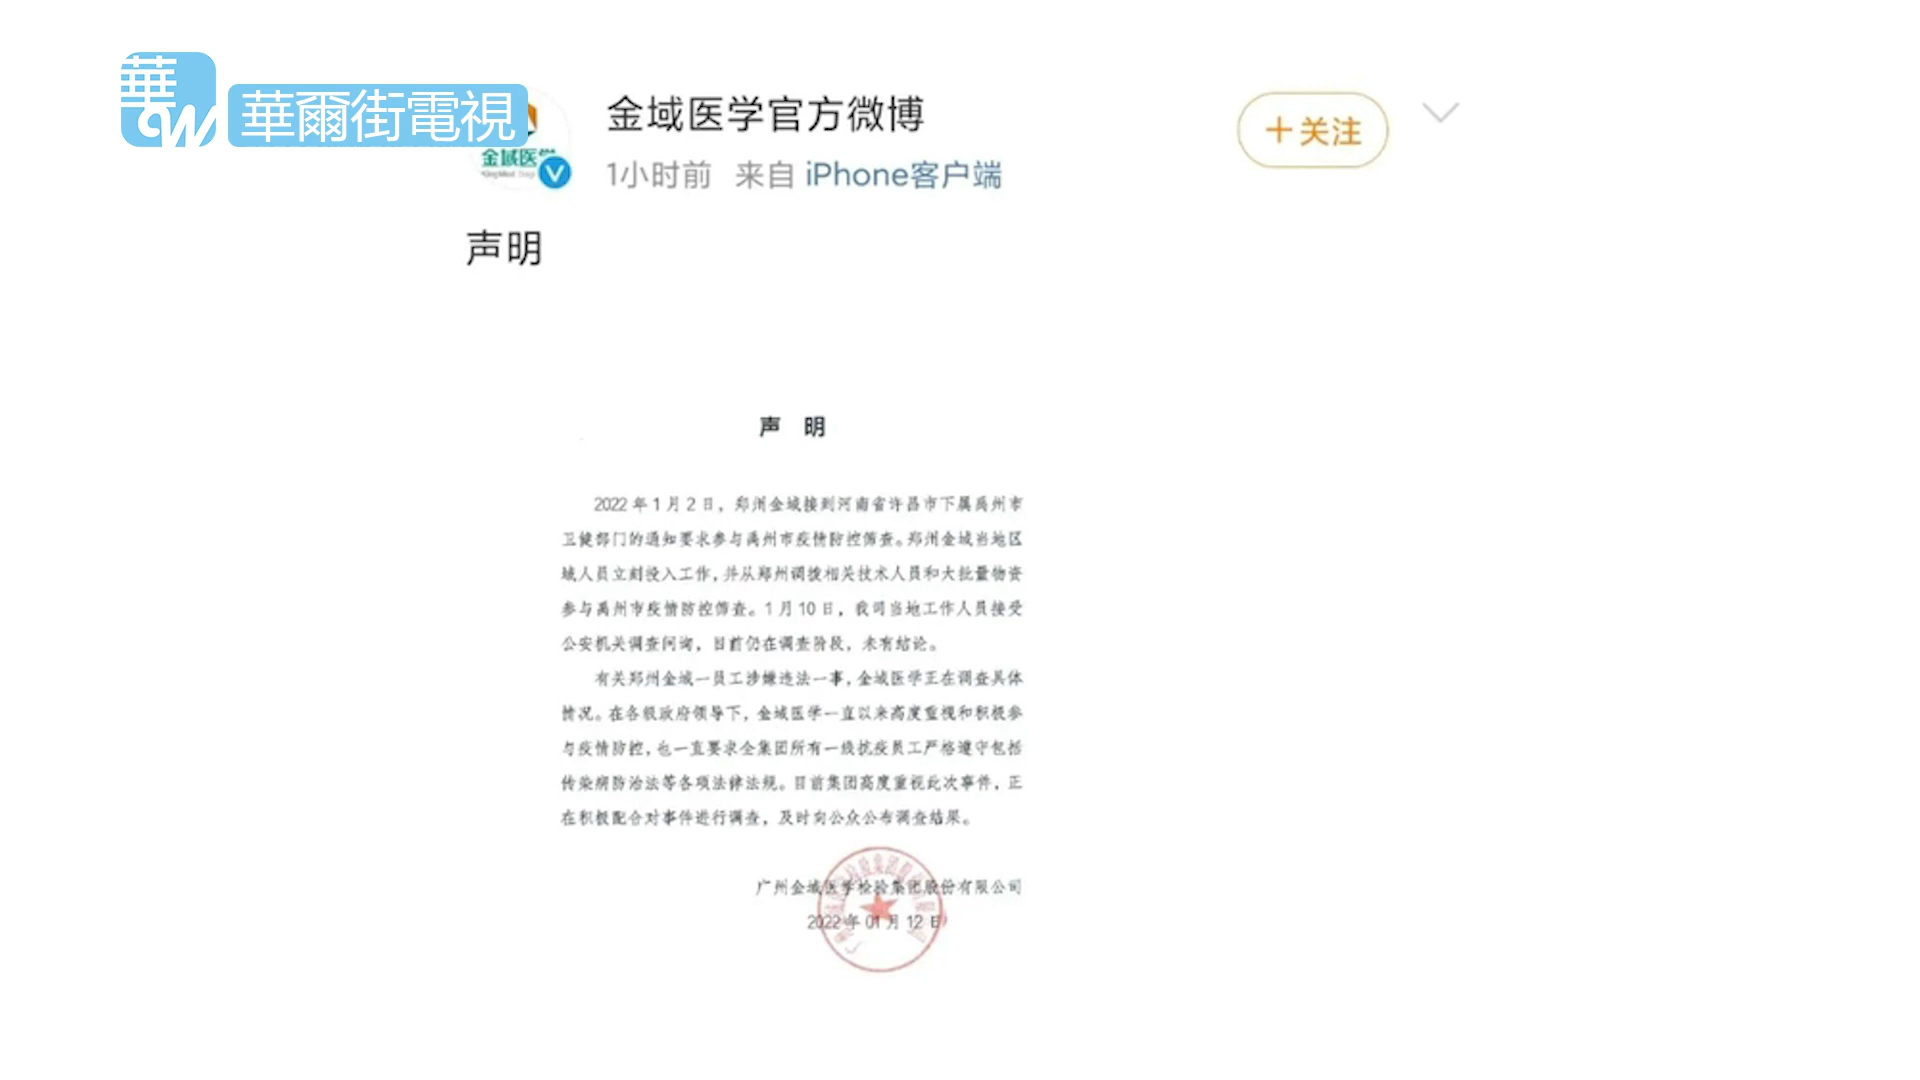 華
華爾街電視
金域医学
金域医学官方微博
+关注
1小时前 来自 iPhone客户端
声明
声 明
2022年1月2日，郑州金域接到河南省许昌市下属禹州市
卫健部门的通知要求参与禹州市疫情防控筛查。郑州金域当地区
域人员立刻投入工作，并从郑州调拨相关技术人员和大批量物资
参与禹州市疫情防控筛查。1月10日，我司当地工作人员接受
公安机关调查问询，目前仍在调查阶段，未有结论。
有关郑州金域一员工涉嫌违法一事，金域医学正在调查具体
情况。在各级政府领导下，金域医学一直以来高度重视和积极参
与疫情防控，也一直要求全集团所有一线抗疫员工严格遵守包括
传染病防治法等各项法律法规。目前集团高度重视此次事件，正
在积极配合对事件进行调查，及时向公众公布调查结果。
广州金域医学检验集团股份有限公司
2022年01月12日